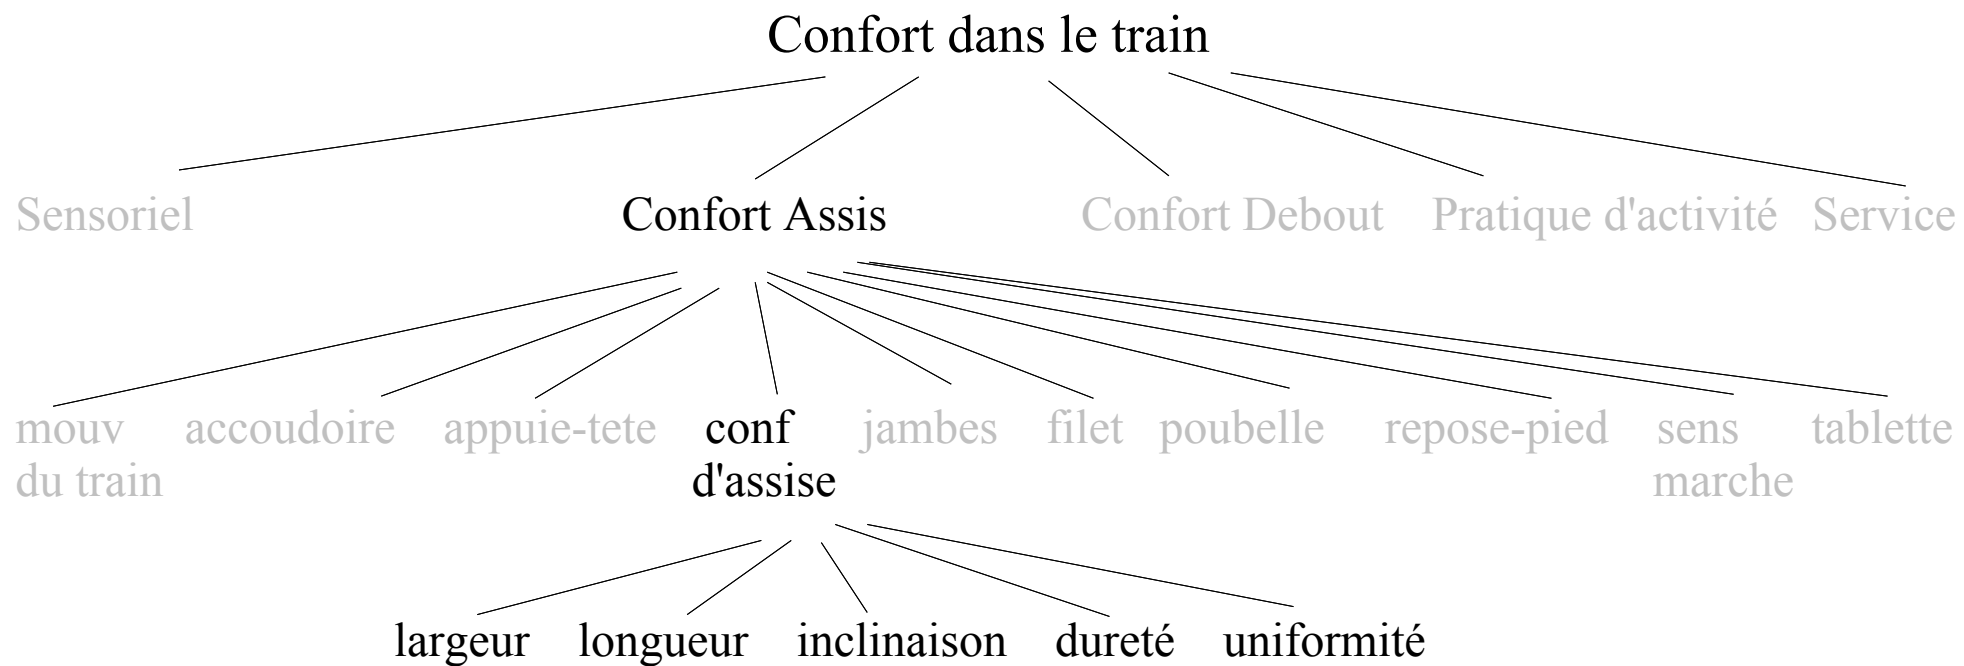 Confort dans le train
Sensoriel Confort Assis Confort Debout Pratique d'activité Service
mouv accoudoire appuie-tete conf jambes filet poubelle repose-pied sens tablette
du train d'assise marche
largeur longueur inclinaison dureté uniformité